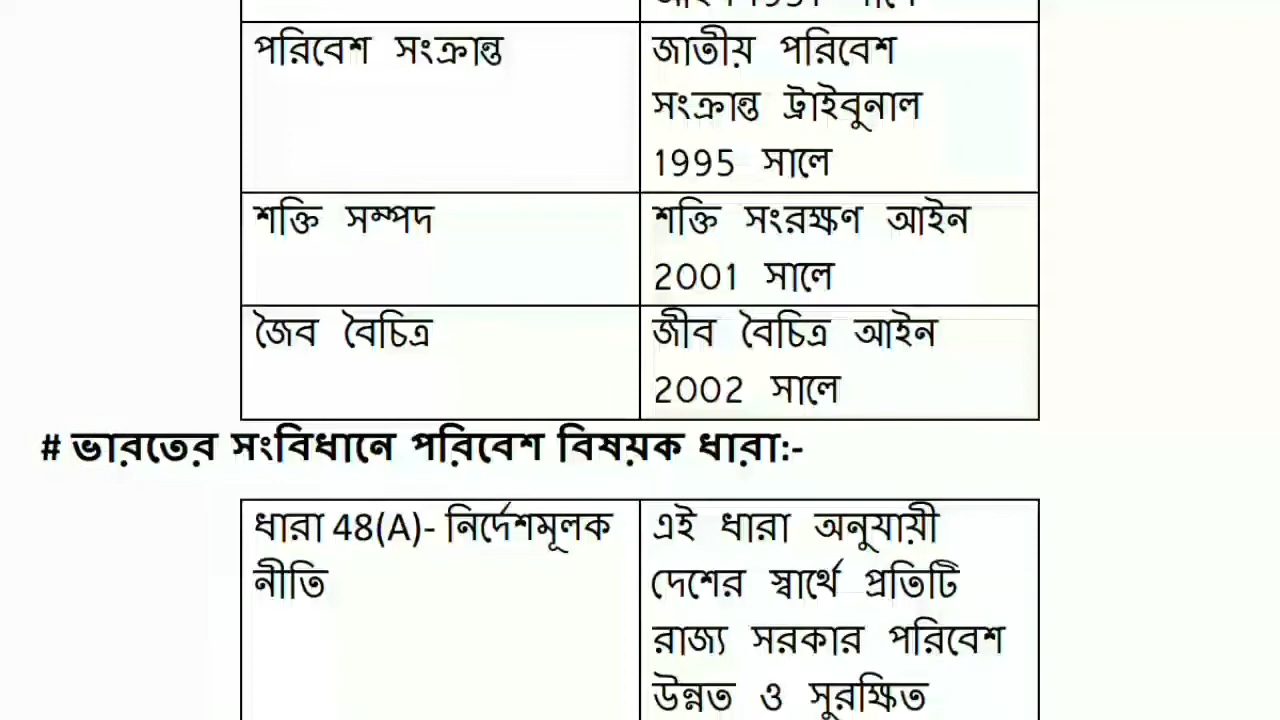 পরিবেশ সংক্রান্ত
জাতীয় পরিবেশ
সংক্রান্ত ট্রাইবুনাল
1995 সালে
শক্তি সম্পদ
শক্তি সংরক্ষণ আইন
2001 সালে
জৈব বৈচিত্র
জীব বৈচিত্র আইন
2002 সালে
# ভারতের সংবিধানে পরিবেশ বিষয়ক ধারা:-
ধারা 48(A)- নির্দেশমূলক
নীতি
এই ধারা অনুযায়ী
দেশের স্বার্থে প্রতিটি
রাজ্য সরকার পরিবেশ
উন্নত ও সুরক্ষিত